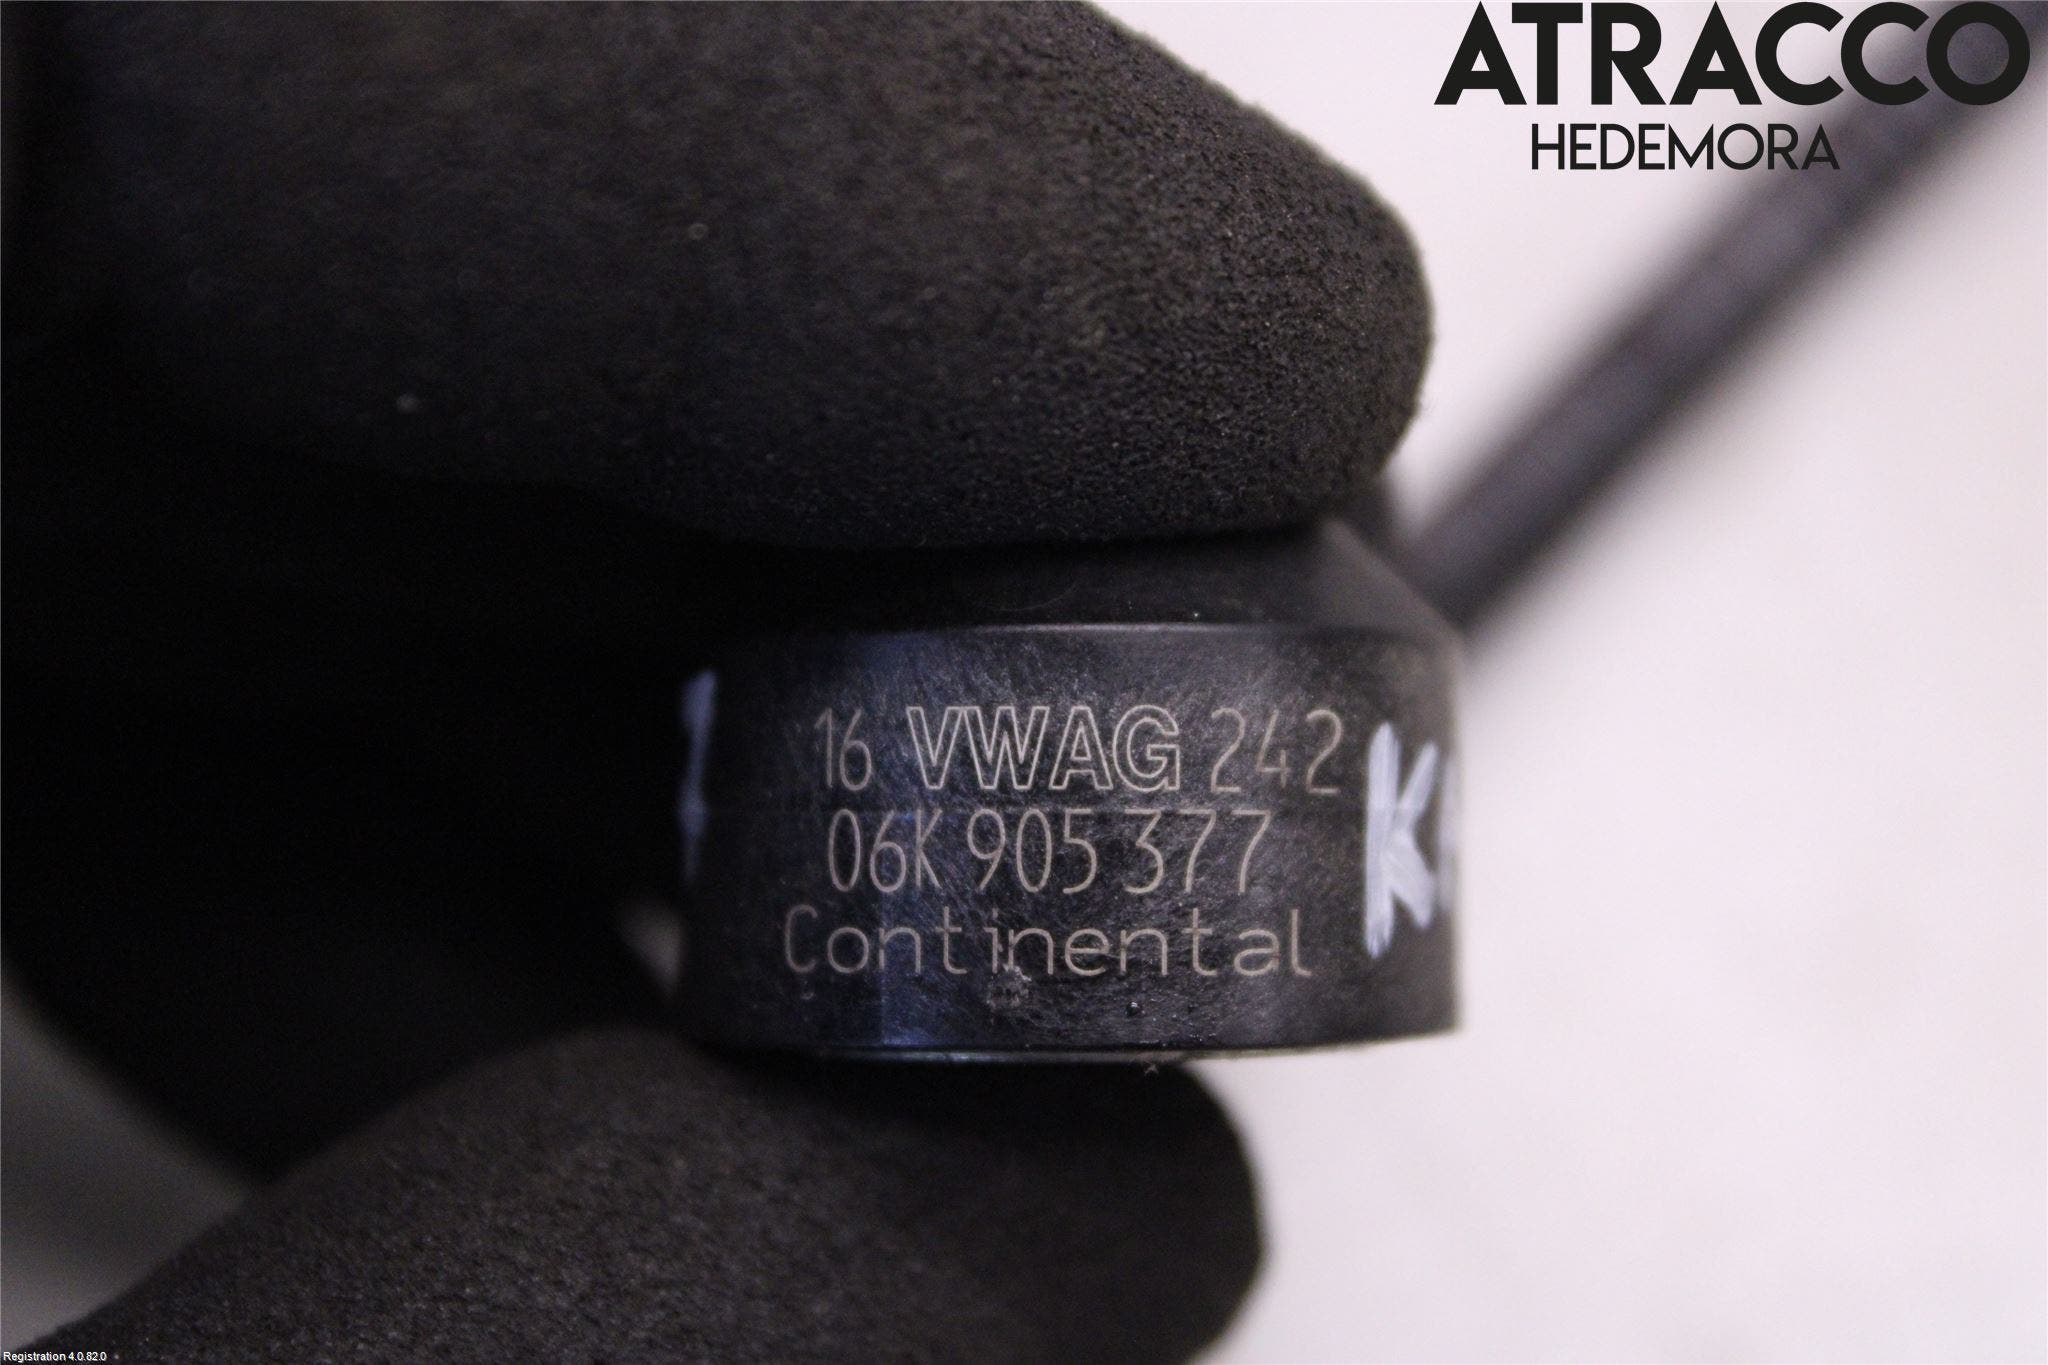 ATRACCO
HEDEMORA
16 VWAG 242
06K 905 377
Continental
K
Registration 4.0.82.0